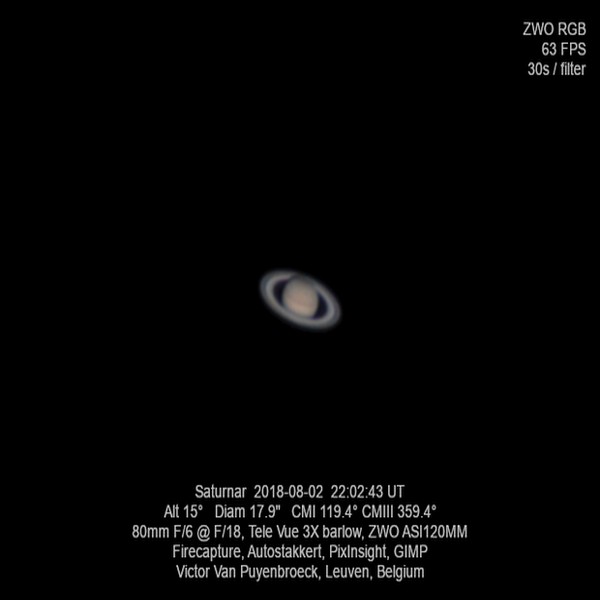 ZWO RGB
63 FPS
30s / filter
Saturnar 2018-08-02 22:02:43 UT
Alt 15° Diam 17.9" CMI 119.4° CMIII 359.4°
80mm F/6 @ F/18, Tele Vue 3X barlow, ZWO ASI120MM
Firecapture, Autostakkert, PixInsight, GIMP
Victor Van Puyenbroeck, Leuven, Belgium